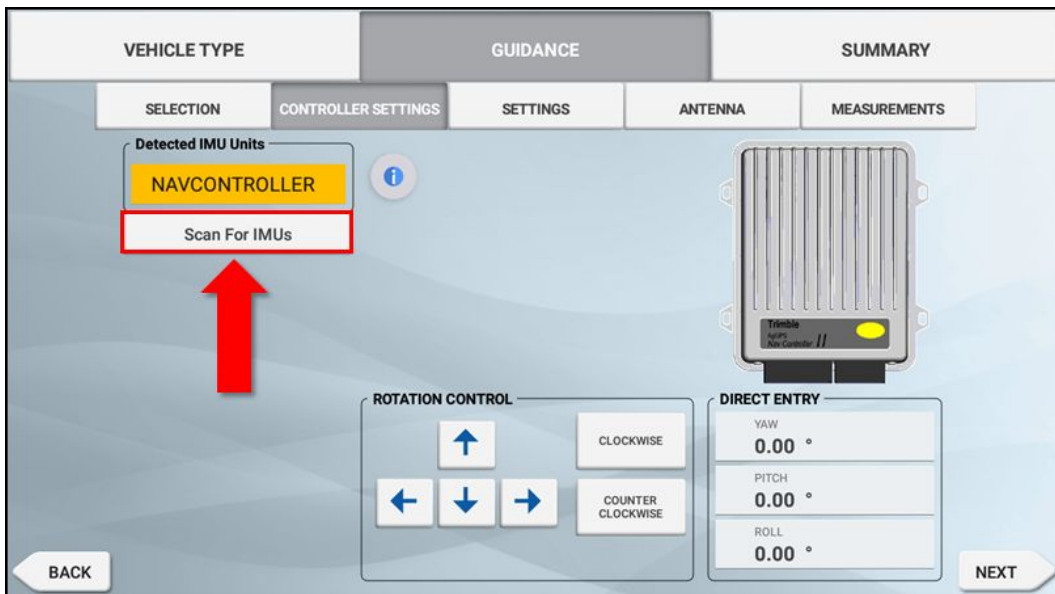 VEHICLE TYPE
GUIDANCE
SUMMARY
SELECTION
CONTROLLER SETTINGS
SETTINGS
ANTENNA
MEASUREMENTS
Detected IMU Units
NAVCONTROLLER
Scan For IMUs
Trimble
AgGPS
Nav Controller II
ROTATION CONTROL
CLOCKWISE
COUNTER
CLOCKWISE
DIRECT ENTRY
YAW
0.00 °
PITCH
0.00 °
ROLL
0.00 °
BACK
NEXT